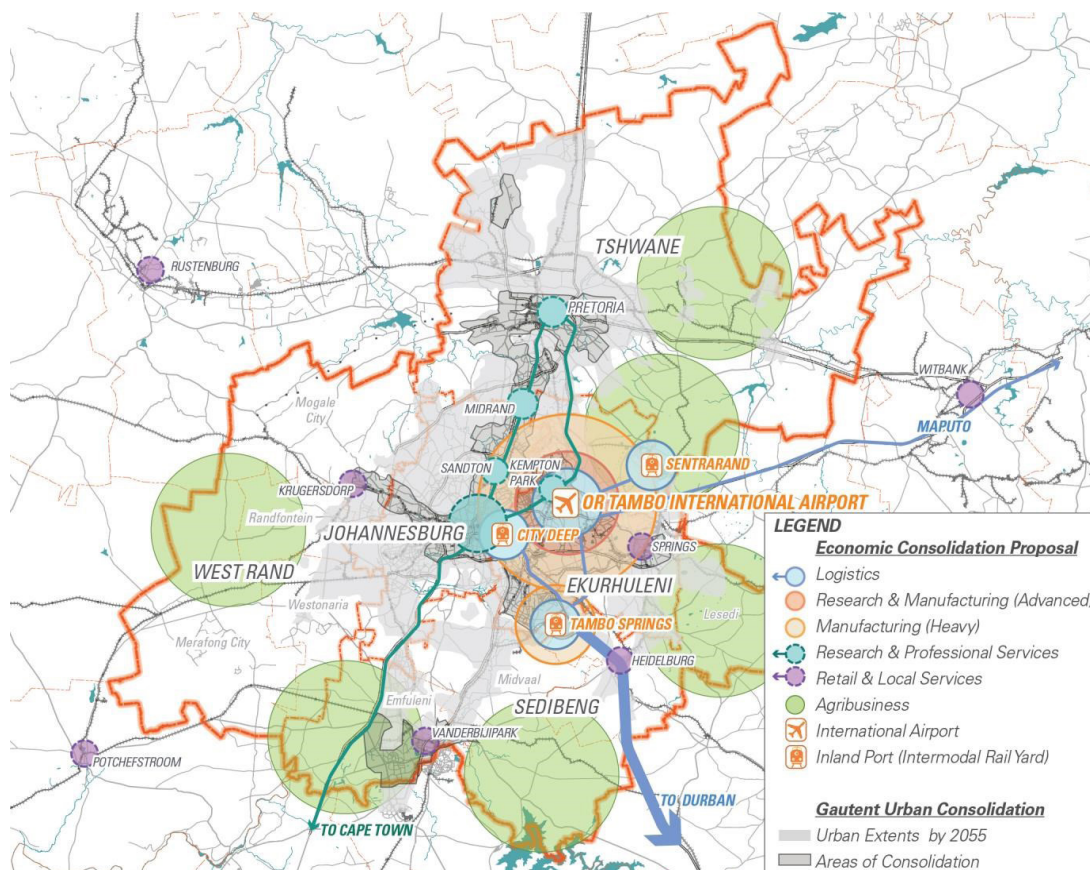 TSHWANE
RUSTENBURG
PRETORIA
WITBANK
MAPUTO
Mogale
City
MIDRAND
SANDTON
KEMPTON
PARK
SENTRARAND
KRUGERSDORP
OR TAMBO INTERNATIONAL AIRPORT
Randfontein
JOHANNESBURG
CITY DEEP
SPRINGS
WEST RAND
EKURHULENI
Westonaria
TAMBO SPRINGS
Lesedi
Merafong City
HEIDELBURG
Midvaal
Emfuleni
SEDIBENG
VANDERBIJIPARK
POTCHEFSTROOM
TO DURBAN
TO CAPE TOWN
LEGEND
Economic Consolidation Proposal
Logistics
Research & Manufacturing (Advanced)
Manufacturing (Heavy)
Research & Professional Services
Retail & Local Services
Agribusiness
International Airport
Inland Port (Intermodal Rail Yard)
Gautent Urban Consolidation
Urban Extents by 2055
Areas of Consolidation